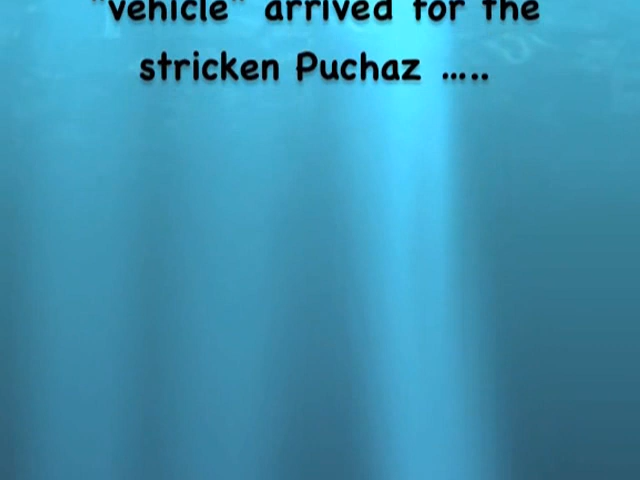 "vehicle" arrived for the
stricken Puchaz .....